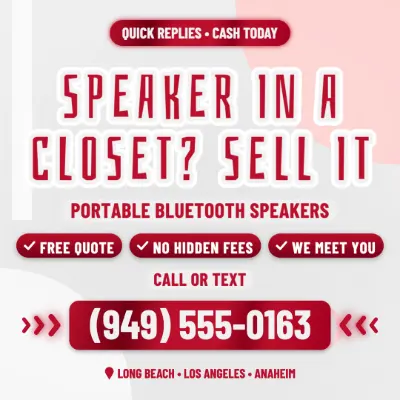 QUICK REPLIES • CASH TODAY
SPEAKER IN A
CLOSET? SELL IT
PORTABLE BLUETOOTH SPEAKERS
✓ FREE QUOTE ✓ NO HIDDEN FEES ✓ WE MEET YOU
CALL OR TEXT
(949) 555-0163
LONG BEACH • LOS ANGELES • ANAHEIM